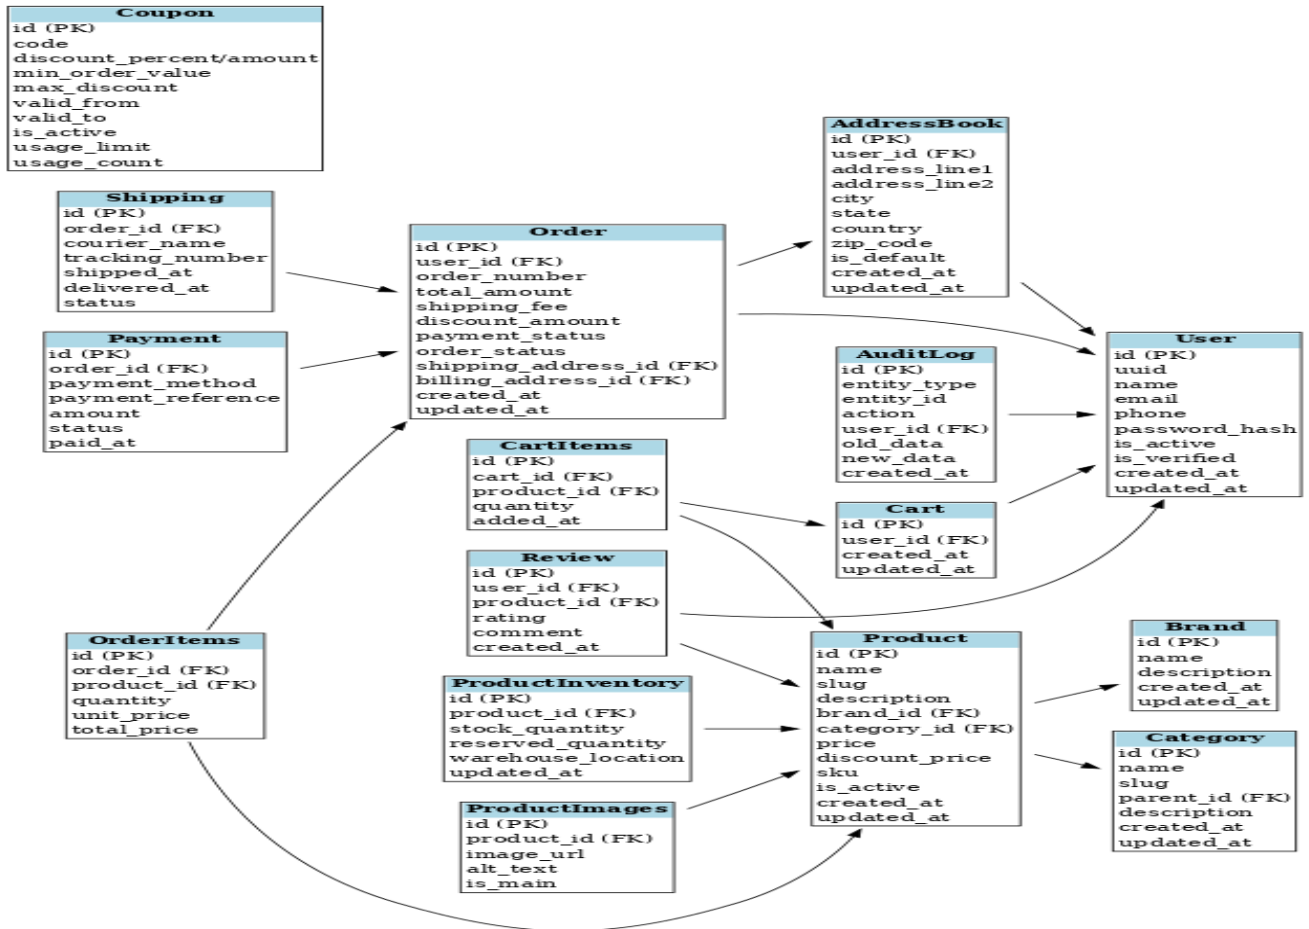 Coupon
id (PK)
code
discount_percent/amount
min_order_value
max_discount
valid_from
valid_to
is_active
usage_limit
usage_count
Shipping
id (PK)
order_id (FK)
courier_name
tracking_number
shipped_at
delivered_at
status
Payment
id (PK)
order_id (FK)
payment_method
payment_reference
amount
status
paid_at
OrderItems
id (PK)
order_id (FK)
product_id (FK)
quantity
unit_price
total_price
Order
id (PK)
user_id (FK)
order_number
total_amount
shipping_fee
discount_amount
payment_status
order_status
shipping_address_id (FK)
billing_address_id (FK)
created_at
updated_at
CartItems
id (PK)
cart_id (FK)
product_id (FK)
quantity
added_at
Review
id (PK)
user_id (FK)
product_id (FK)
rating
comment
created_at
ProductInventory
id (PK)
product_id (FK)
stock_quantity
reserved_quantity
warehouse_location
updated_at
ProductImages
id (PK)
product_id (FK)
image_url
alt_text
is_main
AddressBook
id (PK)
user_id (FK)
address_line1
address_line2
city
state
country
zip_code
is_default
created_at
updated_at
AuditLog
id (PK)
entity_type
entity_id
action
user_id (FK)
old_data
new_data
created_at
Cart
id (PK)
user_id (FK)
created_at
updated_at
Product
id (PK)
name
slug
description
brand_id (FK)
category_id (FK)
price
discount_price
sku
is_active
created_at
updated_at
User
id (PK)
uuid
name
email
phone
password_hash
is_active
is_verified
created_at
updated_at
Brand
id (PK)
name
description
created_at
updated_at
Category
id (PK)
name
slug
parent_id (FK)
description
created_at
updated_at